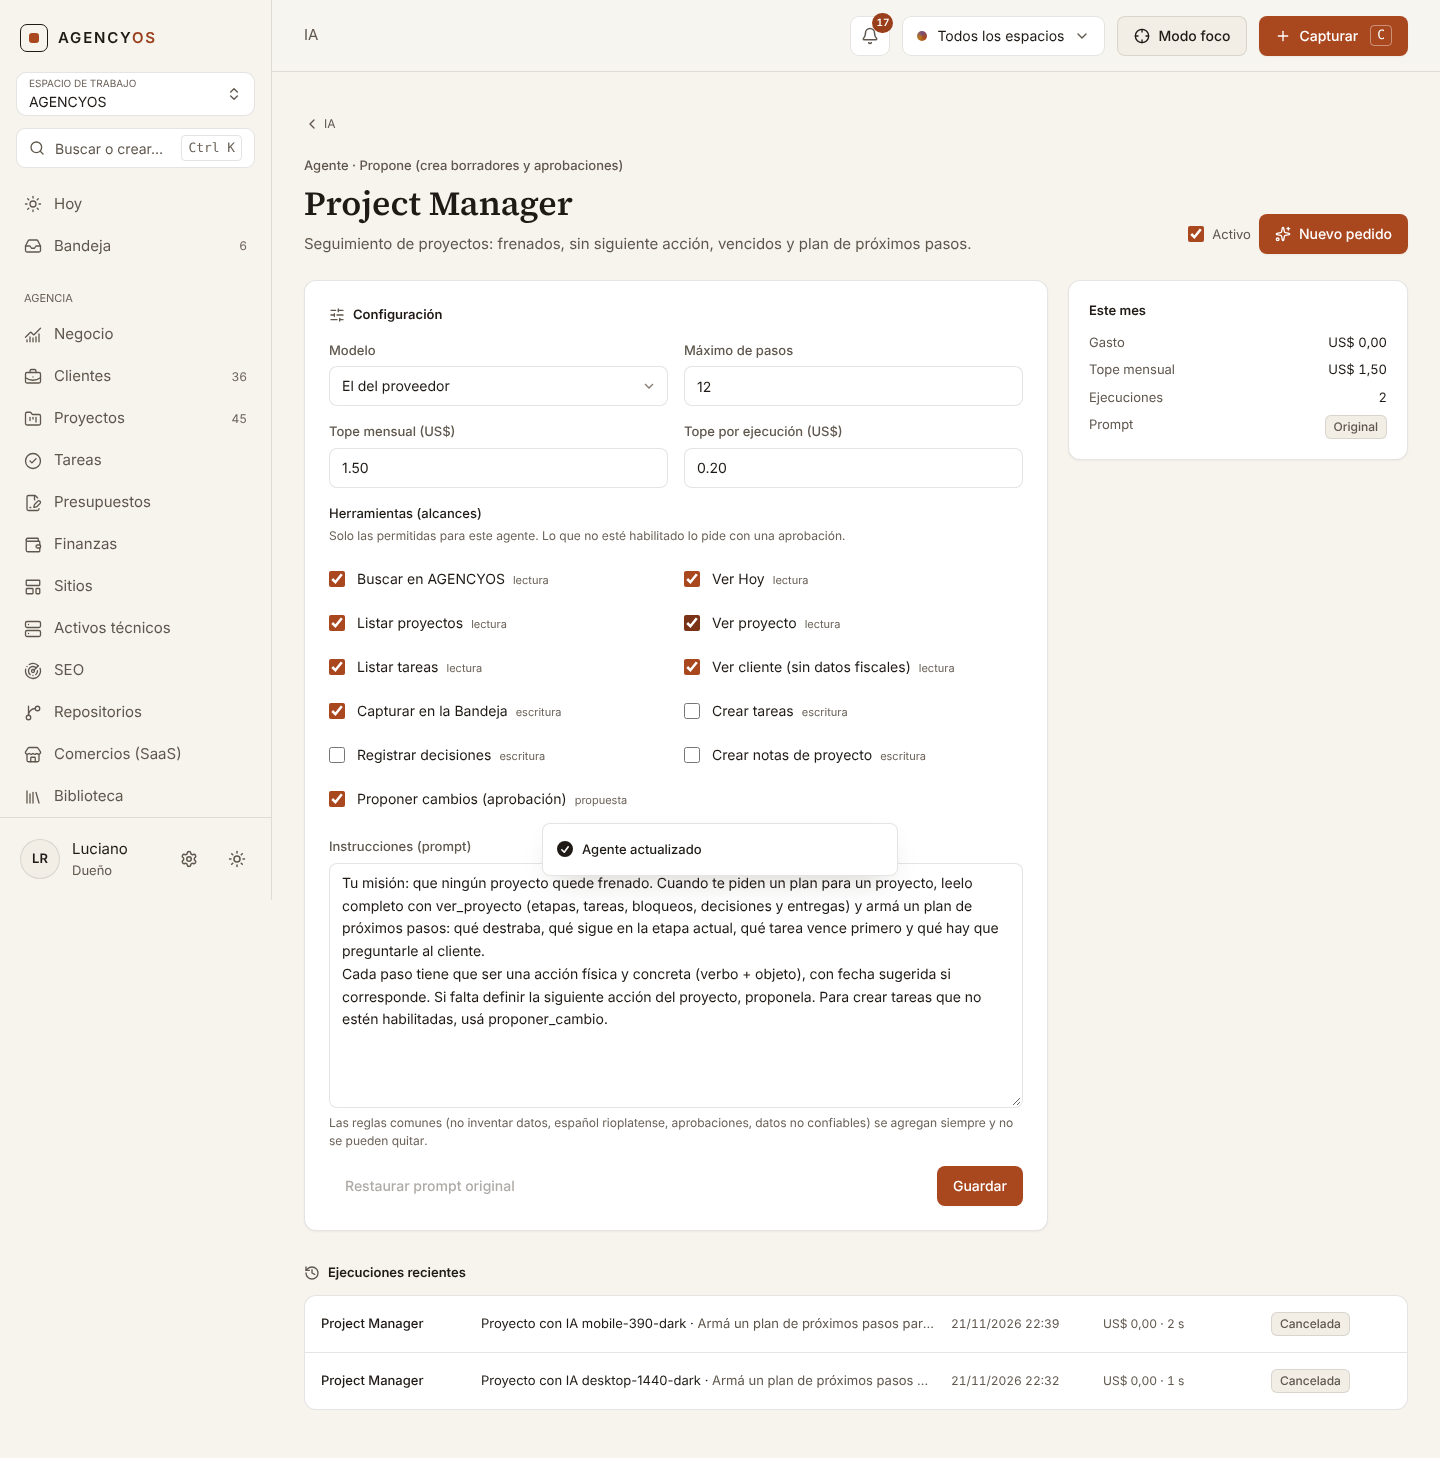 AGENCYOS
ESPACIO DE TRABAJO
AGENCYOS
Buscar o crear... Ctrl K
Hoy
Bandeja 6
AGENCIA
Negocio
Clientes 36
Proyectos 45
Tareas
Presupuestos
Finanzas
Sitios
Activos técnicos
SEO
Repositorios
Comercios (SaaS)
Biblioteca
LR Luciano
Dueño
IA
17
Todos los espacios
Modo foco
Capturar C
IA
Agente · Propone (crea borradores y aprobaciones)
Project Manager
Seguimiento de proyectos: frenados, sin siguiente acción, vencidos y plan de próximos pasos.
Activo
Nuevo pedido
Configuración
Modelo
El del proveedor
Máximo de pasos
12
Tope mensual (US$)
1.50
Tope por ejecución (US$)
0.20
Herramientas (alcances)
Solo las permitidas para este agente. Lo que no esté habilitado lo pide con una aprobación.
Buscar en AGENCYOS lectura
Ver Hoy lectura
Listar proyectos lectura
Ver proyecto lectura
Listar tareas lectura
Ver cliente (sin datos fiscales) lectura
Capturar en la Bandeja escritura
Crear tareas escritura
Registrar decisiones escritura
Crear notas de proyecto escritura
Proponer cambios (aprobación) propuesta
Instrucciones (prompt)
Agente actualizado
Tu misión: que ningún proyecto quede frenado. Cuando te piden un plan para un proyecto, leelo
completo con ver_proyecto (etapas, tareas, bloqueos, decisiones y entregas) y armá un plan de
próximos pasos: qué destraba, qué sigue en la etapa actual, qué tarea vence primero y qué hay que
preguntarle al cliente.
Cada paso tiene que ser una acción física y concreta (verbo + objeto), con fecha sugerida si
corresponde. Si falta definir la siguiente acción del proyecto, proponela. Para crear tareas que no
estén habilitadas, usá proponer_cambio.
Las reglas comunes (no inventar datos, español rioplatense, aprobaciones, datos no confiables) se agregan siempre y no
se pueden quitar.
Restaurar prompt original
Guardar
Este mes
Gasto US$ 0,00
Tope mensual US$ 1,50
Ejecuciones 2
Prompt Original
Ejecuciones recientes
Project Manager Proyecto con IA mobile-390-dark · Armá un plan de próximos pasos par... 21/11/2026 22:39 US$ 0,00 · 2 s Cancelada
Project Manager Proyecto con IA desktop-1440-dark · Armá un plan de próximos pasos ... 21/11/2026 22:32 US$ 0,00 · 1 s Cancelada